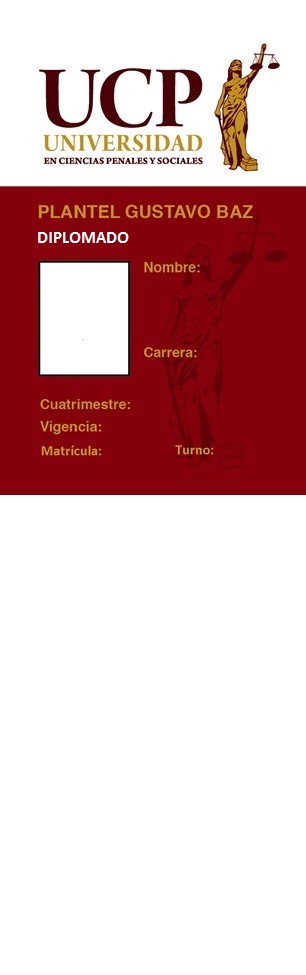 UCP
UNIVERSIDAD
EN CIENCIAS PENALES Y SOCIALES
PLANTEL GUSTAVO BAZ
DIPLOMADO
Nombre:
Carrera:
Cuatrimestre:
Vigencia:
Matrícula: Turno: